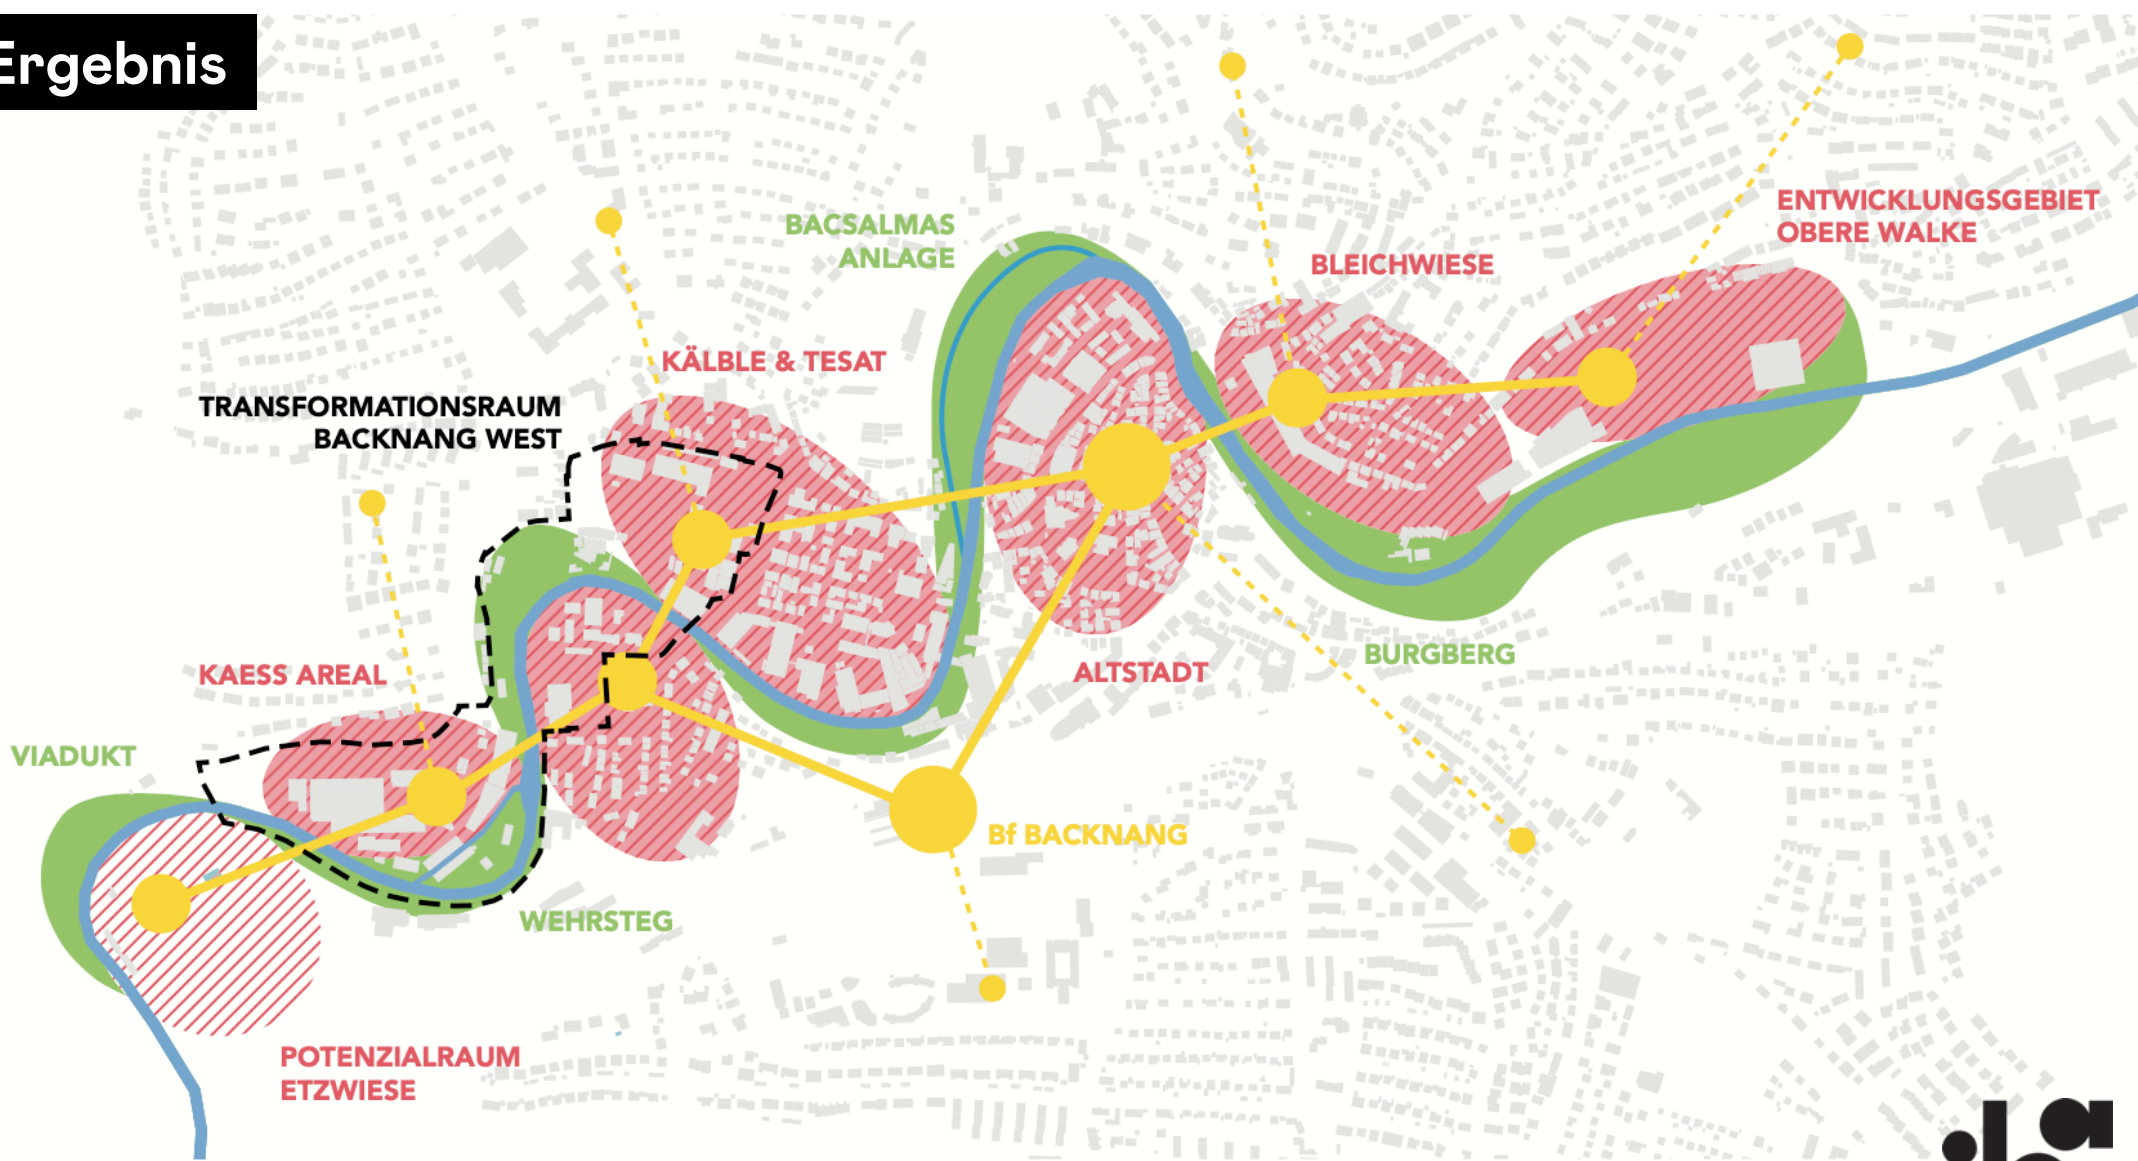 Ergebnis
ENTWICKLUNGSGEBIET
OBERE WALKE
BACSALMAS
ANLAGE
BLEICHWIESE
KÄLBLE & TESAT
TRANSFORMATIONSRAUM
BACKNANG WEST
BURGBERG
KAESS AREAL
ALTSTADT
VIADUKT
Bf BACKNANG
WEHRSTEG
POTENZIALRAUM
ETZWIESE